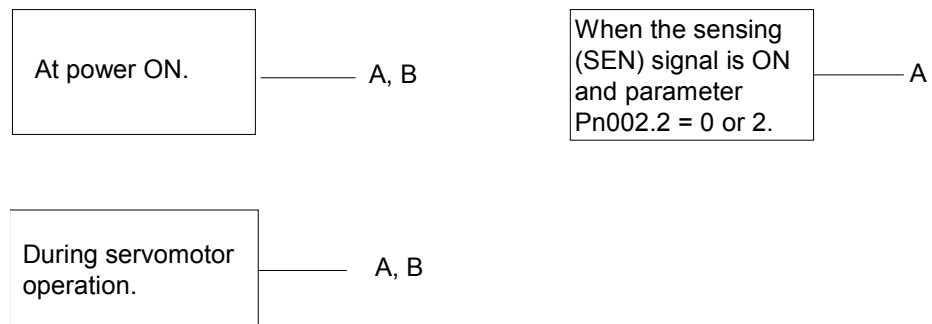 At power ON.
A, B
When the sensing
(SEN) signal is ON
and parameter
Pn002.2 = 0 or 2.
A
During servomotor
operation.
A, B